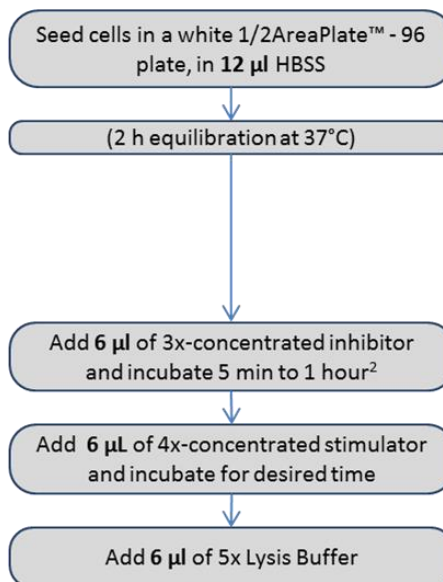 Seed cells in a white 1/2AreaPlate™ - 96
plate, in 12 µl HBSS
(2 h equilibration at 37°C)
Add 6 µl of 3x-concentrated inhibitor
and incubate 5 min to 1 hour²
Add 6 µL of 4x-concentrated stimulator
and incubate for desired time
Add 6 µl of 5x Lysis Buffer